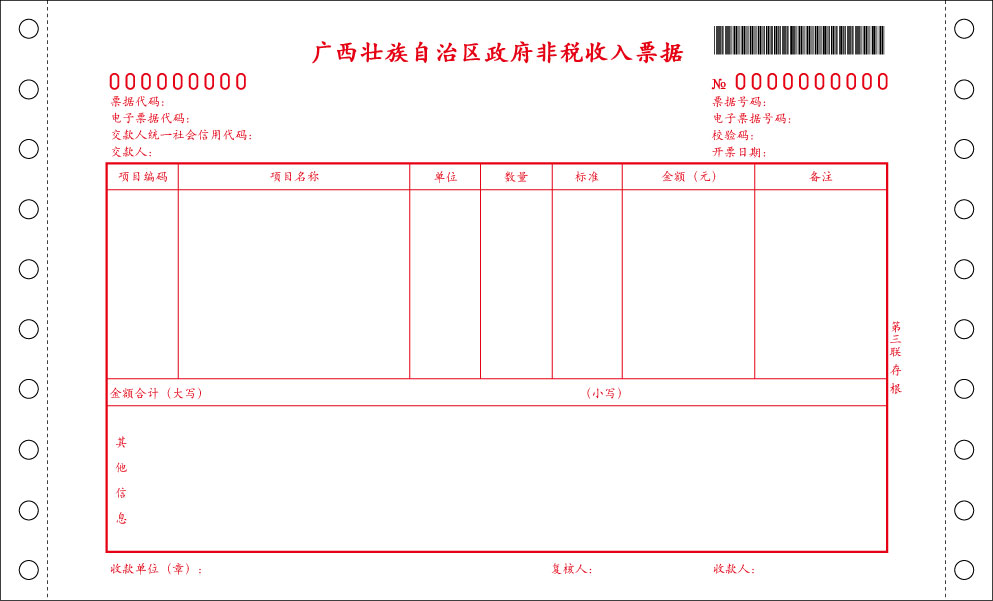 广西壮族自治区政府非税收入票据
000000000
№ 0000000000
票据代码：
票据号码：
电子票据代码：
电子票据号码：
交款人统一社会信用代码：
校验码：
交款人：
开票日期：
项目编码 项目名称 单位 数量 标准 金额（元） 备注
金额合计（大写） （小写）
其他信息
第三联 存根
收款单位（章）： 复核人： 收款人：